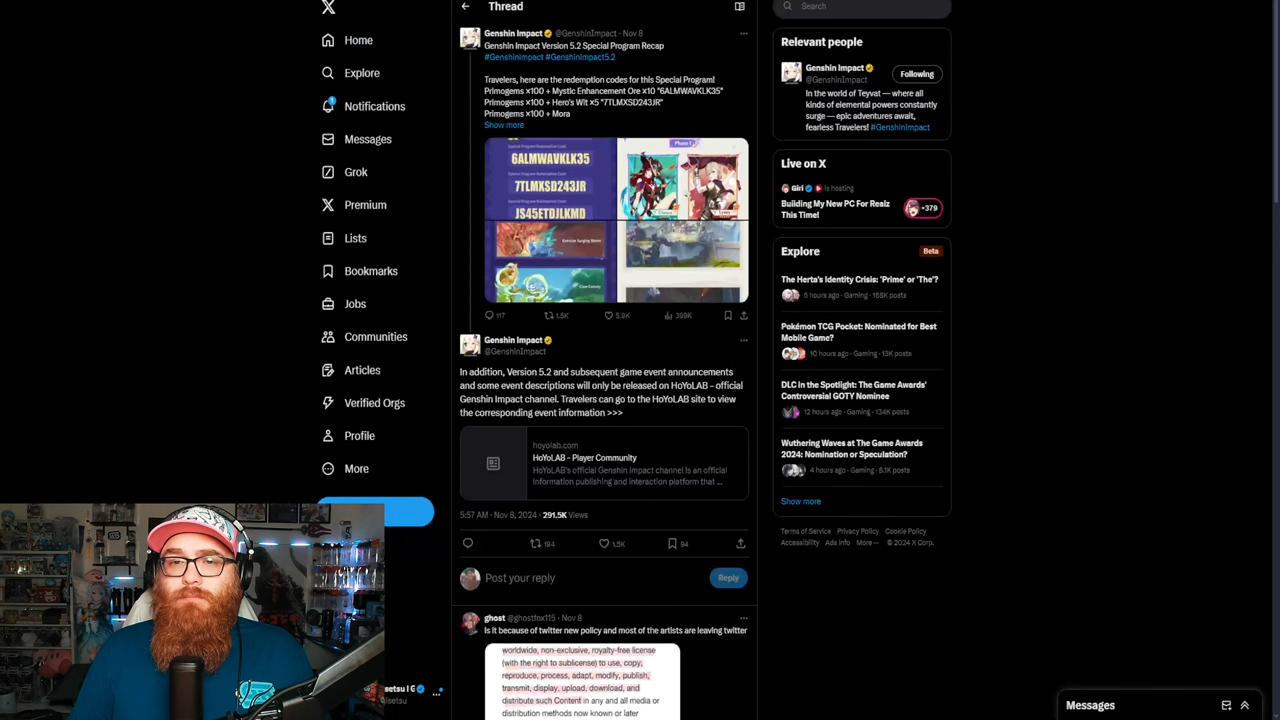 Home
Explore
Notifications
Messages
Grok
Premium
Lists
Bookmarks
Jobs
Communities
Articles
Verified Orgs
Profile
More
Thread
Genshin Impact @GenshinImpact · Nov 8
Genshin Impact Version 5.2 Special Program Recap
#GenshinImpact #GenshinImpact5.2
Travelers, here are the redemption codes for this Special Program!
Primogems ×100 + Mystic Enhancement Ore ×10 "6ALMWAVKLK35"
Primogems ×100 + Hero's Wit ×5 "7TLMXSD243JR"
Primogems ×100 + Mora
Show more
Special Program Redemption Code
6ALMWAVKLK35
7TLMXSD243JR
JS45ETDJLKMD
Phase I
117
1.5K
5.9K
399K
Genshin Impact
@GenshinImpact
In addition, Version 5.2 and subsequent game event announcements
and some event descriptions will only be released on HoYoLAB - official
Genshin Impact channel. Travelers can go to the HoYoLAB site to view
the corresponding event information >>>
hoyolab.com
HoYoLAB - Player Community
HoYoLAB's official Genshin Impact channel is an official
information publishing and interaction platform that ...
5:57 AM · Nov 8, 2024 · 291.5K Views
194
1.5K
94
Post your reply
Reply
ghost @ghostfox115 · Nov 8
Is it because of twitter new policy and most of the artists are leaving twitter
worldwide, non-exclusive, royalty-free license
(with the right to sublicense) to use, copy,
reproduce, process, adapt, modify, publish,
transmit, display, upload, download, and
distribute such Content in any and all media or
distribution methods now known or later
Search
Relevant people
Genshin Impact
@GenshinImpact
Following
In the world of Teyvat — where all
kinds of elemental powers constantly
surge — epic adventures await,
fearless Travelers! #GenshinImpact
Live on X
Giri is hosting
Building My New PC For Realz
This Time!
+379
Explore
Beta
The Herta's Identity Crisis: 'Prime' or 'The'?
5 hours ago · Gaming · 168K posts
Pokémon TCG Pocket: Nominated for Best
Mobile Game?
10 hours ago · Gaming · 13K posts
DLC in the Spotlight: The Game Awards'
Controversial GOTY Nominee
12 hours ago · Gaming · 134K posts
Wuthering Waves at The Game Awards
2024: Nomination or Speculation?
4 hours ago · Gaming · 5.1K posts
Show more
Terms of Service Privacy Policy Cookie Policy
Accessibility Ads info More ··· © 2024 X Corp.
Messages